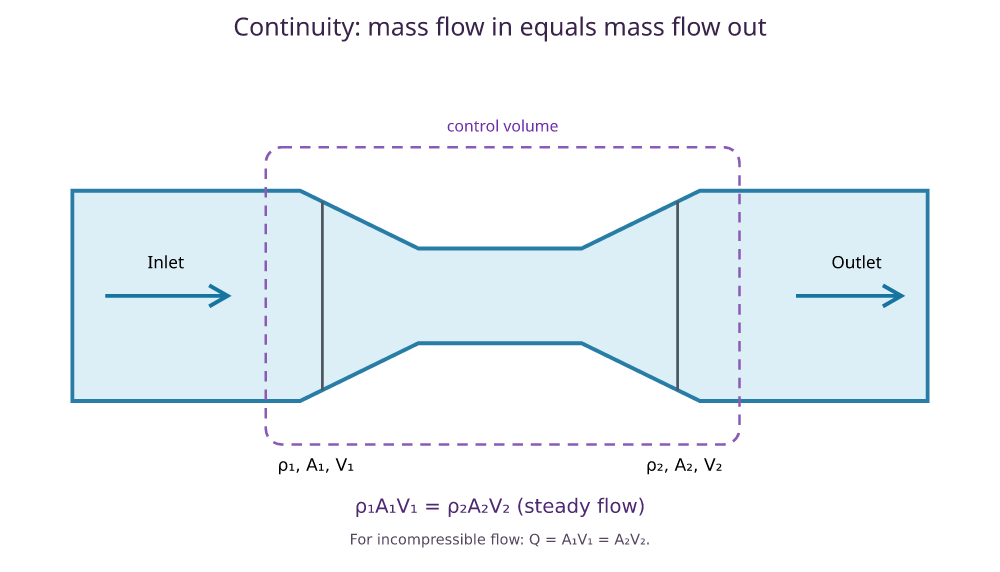 Continuity: mass flow in equals mass flow out
control volume
Inlet
Outlet
ρ₁, A₁, V₁
ρ₂, A₂, V₂
ρ₁A₁V₁ = ρ₂A₂V₂ (steady flow)
For incompressible flow: Q = A₁V₁ = A₂V₂.